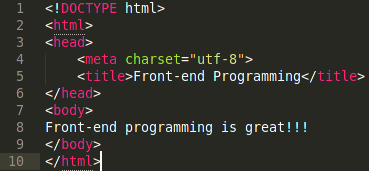 1 <!DOCTYPE html>
2 <html>
3 <head>
4     <meta charset="utf-8">
5     <title>Front-end Programming</title>
6 </head>
7 <body>
8 Front-end programming is great!!!
9 </body>
10 </html>